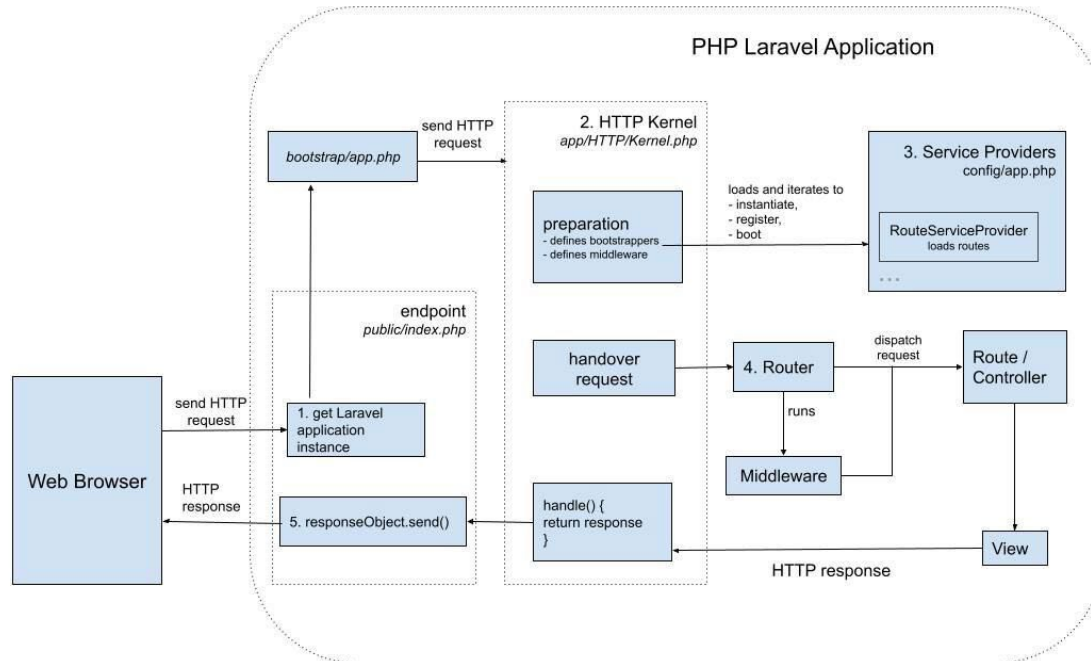 PHP Laravel Application
send HTTP
request
bootstrap/app.php
2. HTTP Kernel
app/HTTP/Kernel.php
3. Service Providers
config/app.php
RouteServiceProvider
loads routes
...
loads and iterates to
- instantiate,
- register,
- boot
preparation
- defines bootstrappers
- defines middleware
endpoint
public/index.php
handover
request
4. Router
dispatch
request
Route /
Controller
runs
Middleware
Web Browser
send HTTP
request
1. get Laravel
application
instance
HTTP
response
5. responseObject.send()
handle() {
return response
}
View
HTTP response